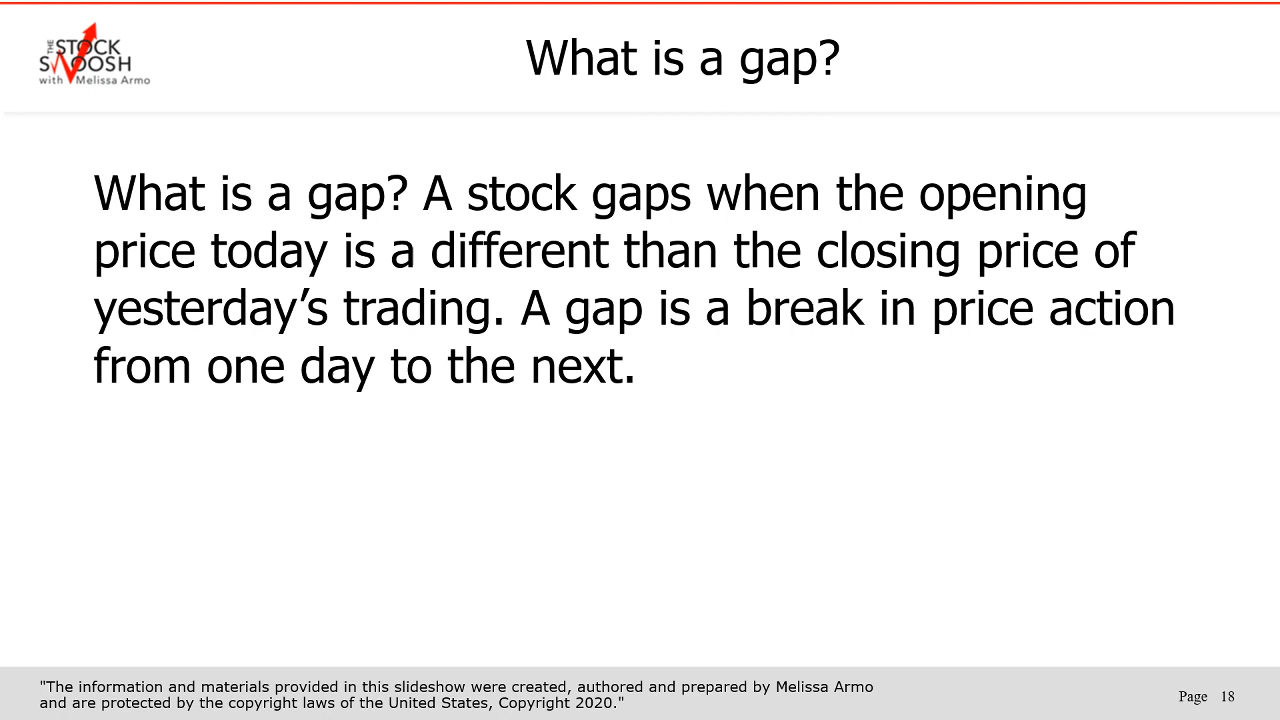 THE STOCK
SWOOSH
with Melissa Armo
What is a gap?
What is a gap? A stock gaps when the opening
price today is a different than the closing price of
yesterday’s trading. A gap is a break in price action
from one day to the next.
"The information and materials provided in this slideshow were created, authored and prepared by Melissa Armo
and are protected by the copyright laws of the United States, Copyright 2020."
Page 18